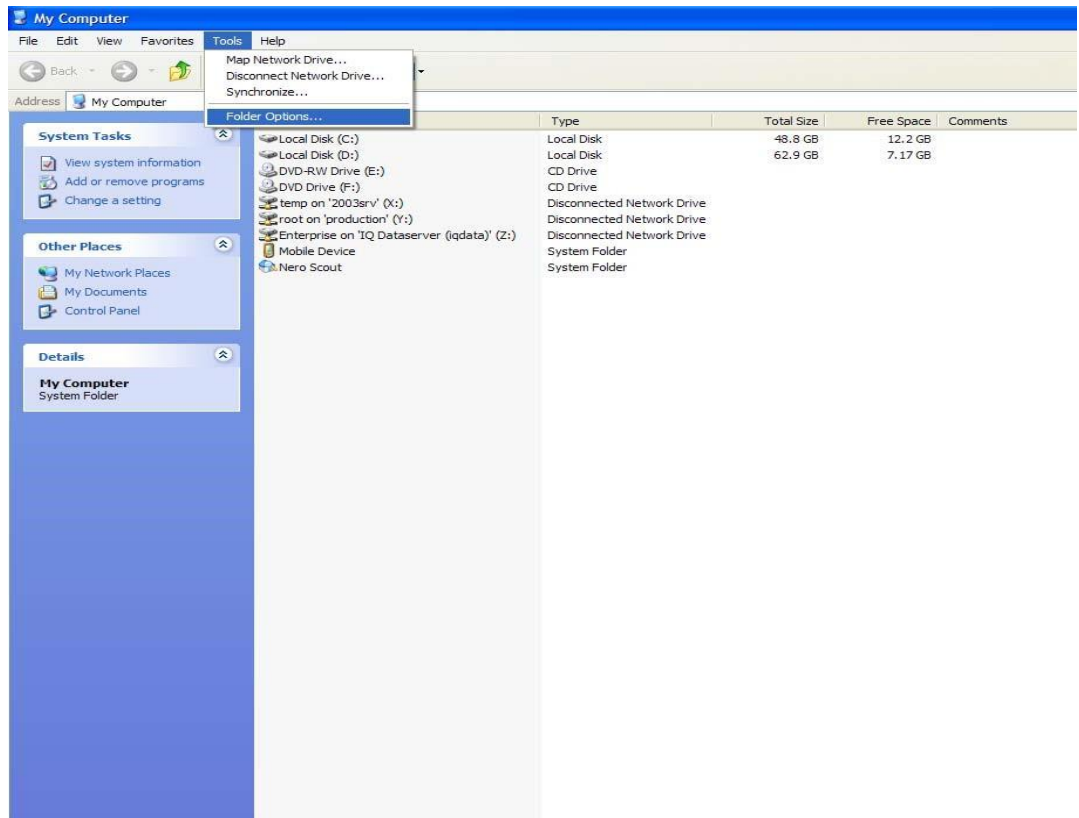 My Computer
File Edit View Favorites Tools Help
Map Network Drive...
Disconnect Network Drive...
Synchronize...
Folder Options...
Back
Address My Computer
Type Total Size Free Space Comments
System Tasks
View system information
Add or remove programs
Change a setting
Other Places
My Network Places
My Documents
Control Panel
Details
My Computer
System Folder
Local Disk (C:) Local Disk 48.8 GB 12.2 GB
Local Disk (D:) Local Disk 62.9 GB 7.17 GB
DVD-RW Drive (E:) CD Drive
DVD Drive (F:) CD Drive
temp on '2003srv' (X:) Disconnected Network Drive
root on 'production' (Y:) Disconnected Network Drive
Enterprise on 'IQ Dataserver (iqdata)' (Z:) Disconnected Network Drive
Mobile Device System Folder
Nero Scout System Folder